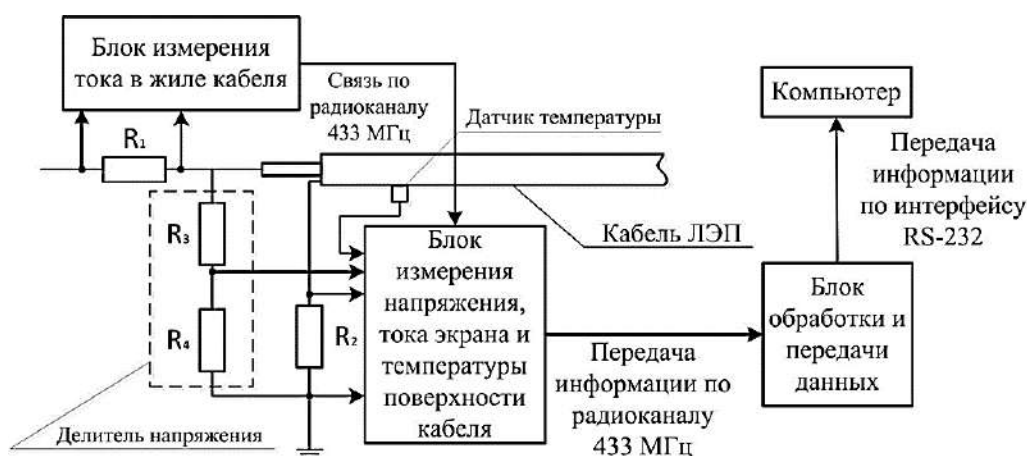 Блок измерения
тока в жиле кабеля
Связь по
радиоканалу
433 МГц
Датчик температуры
Компьютер
Передача
информации
по интерфейсу
RS-232
R₁
R₃
R₄
R₂
Кабель ЛЭП
Блок
измерения
напряжения,
тока экрана и
температуры
поверхности
кабеля
Блок
обработки и
передачи
данных
Передача
информации по
радиоканалу
433 МГц
Делитель напряжения